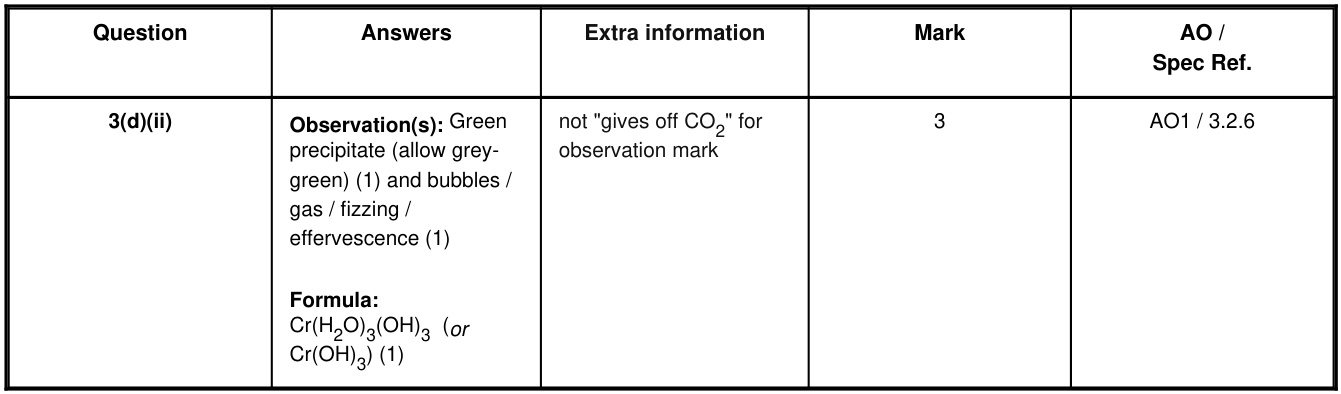 Question Answers Extra information Mark AO /
Spec Ref.
3(d)(ii) Observation(s): Green not "gives off CO2" for 3 AO1 / 3.2.6
precipitate (allow grey- observation mark
green) (1) and bubbles /
gas / fizzing /
effervescence (1)
Formula:
Cr(H2O)3(OH)3 (or
Cr(OH)3) (1)